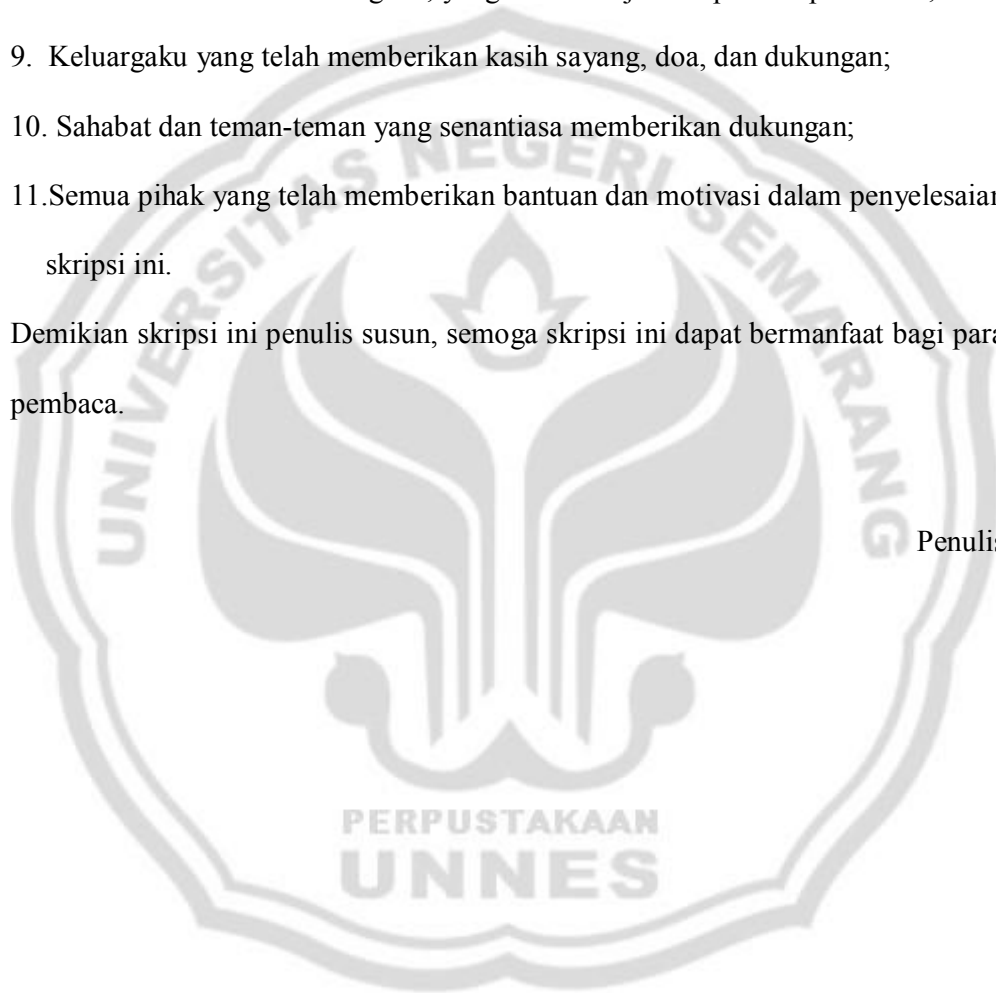 9. Keluargaku yang telah memberikan kasih sayang, doa, dan dukungan;
10. Sahabat dan teman-teman yang senantiasa memberikan dukungan;
11.Semua pihak yang telah memberikan bantuan dan motivasi dalam penyelesaian
skripsi ini.
Demikian skripsi ini penulis susun, semoga skripsi ini dapat bermanfaat bagi para
pembaca.
Penulis
UNIVERSITAS NEGERI SEMARANG
PERPUSTAKAAN
UNNES